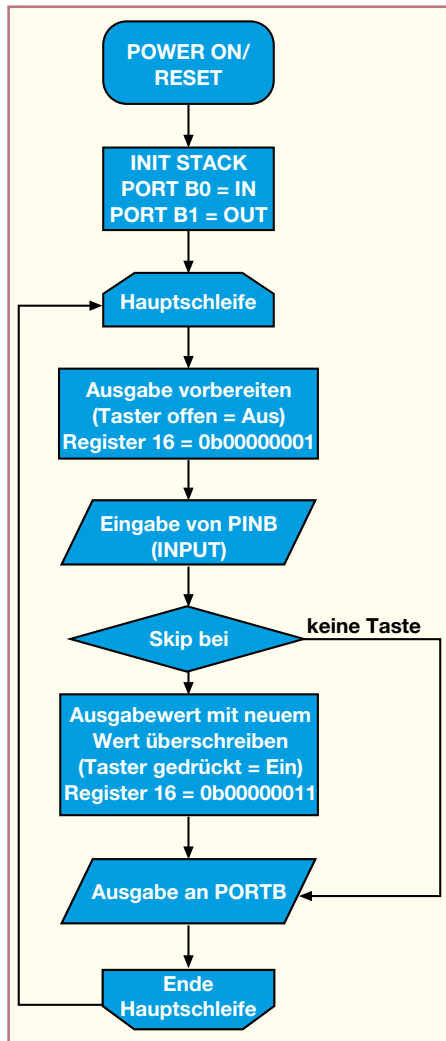 POWER ON/
RESET
INIT STACK
PORT B0 = IN
PORT B1 = OUT
Hauptschleife
Ausgabe vorbereiten
(Taster offen = Aus)
Register 16 = 0b00000001
Eingabe von PINB
(INPUT)
Skip bei
keine Taste
Ausgabewert mit neuem
Wert überschreiben
(Taster gedrückt = Ein)
Register 16 = 0b00000011
Ausgabe an PORTB
Ende
Hauptschleife